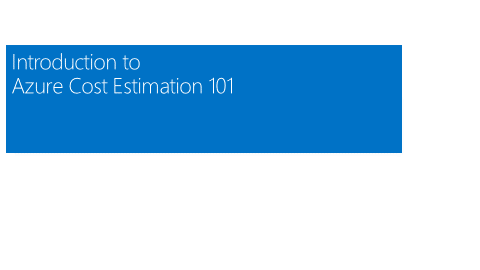 Introduction to
Azure Cost Estimation 101